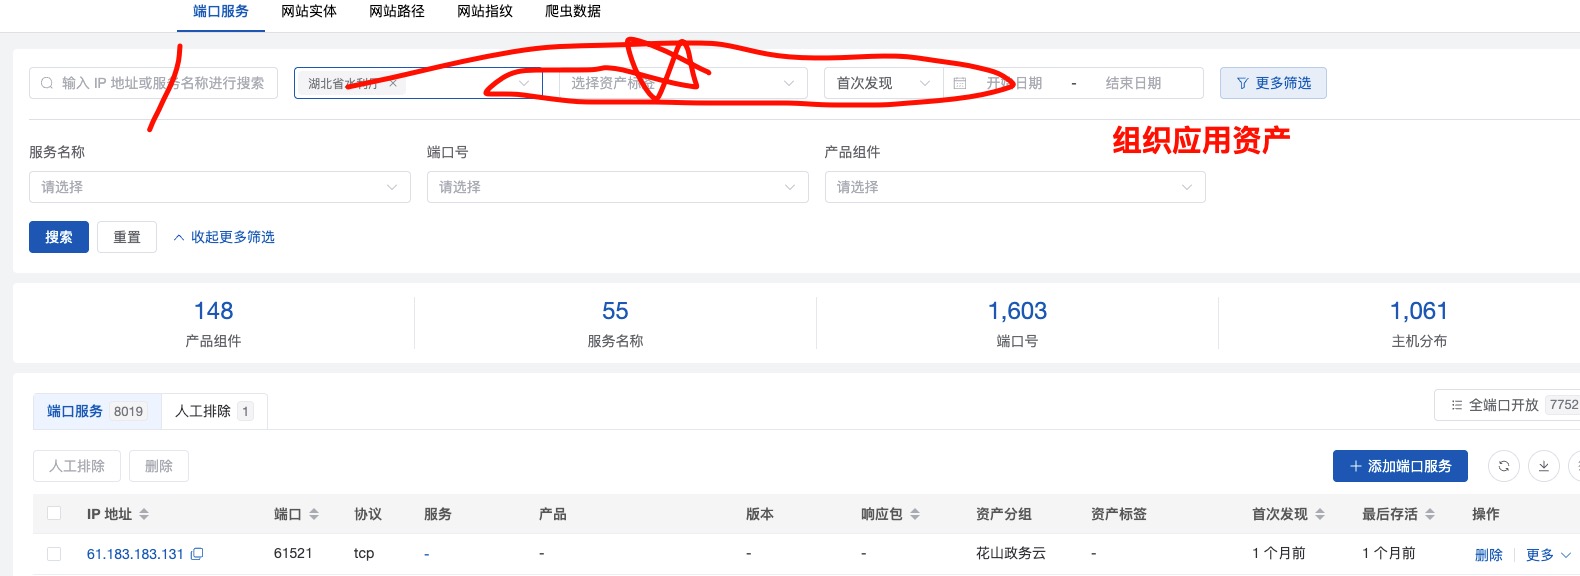 端口服务 网站实体 网站路径 网站指纹 爬虫数据
输入 IP 地址或服务名称进行搜索 湖北省水利厅 × 选择资产标签 首次发现 开始日期 - 结束日期 更多筛选
组织应用资产
服务名称 端口号 产品组件
请选择 请选择 请选择
搜索 重置 收起更多筛选
148 55 1,603 1,061
产品组件 服务名称 端口号 主机分布
端口服务 8019 人工排除 1 全端口开放 7752
人工排除 删除 + 添加端口服务
IP 地址 端口 协议 服务 产品 版本 响应包 资产分组 资产标签 首次发现 最后存活 操作
61.183.183.131 61521 tcp - - - - 花山政务云 - 1 个月前 1 个月前 删除 更多